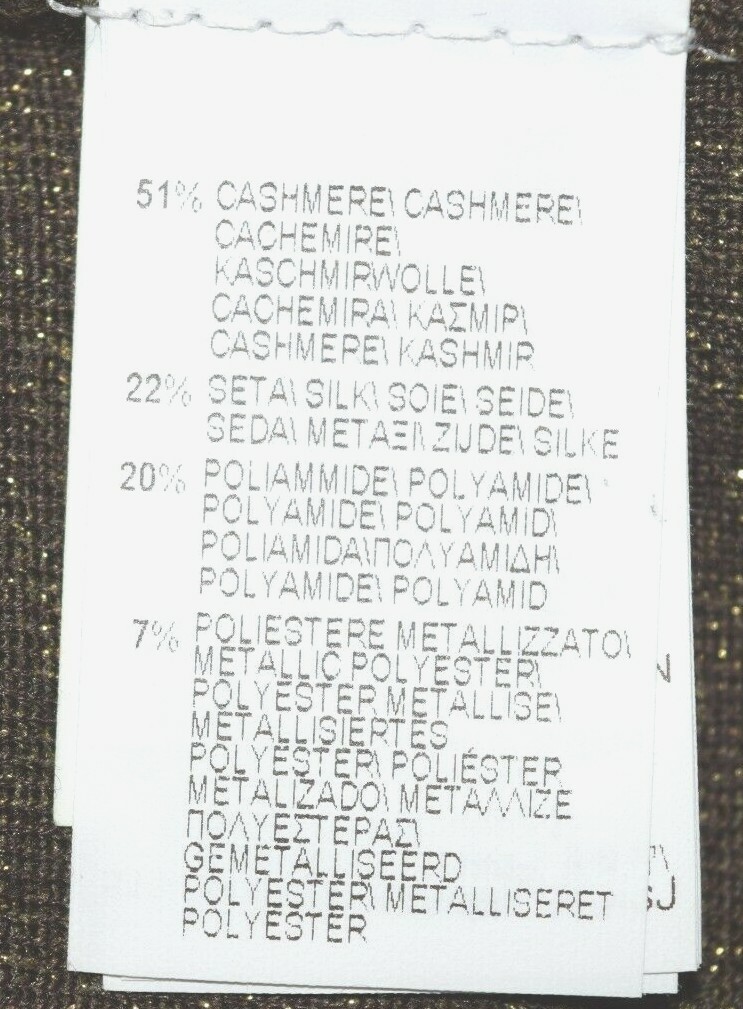 51% CASHMERE\ CASHMERE\
CACHEMIRE\
KASCHMIRWOLLE\
CACHEMIRA\ ΚΑΣΜΙΡ\
CASHMERE\ KASHMIR
22% SETA\ SILK\ SOIE\ SEIDE\
SEDA\ ΜΕΤΑΞΙ\ ZIJDE\ SILKE
20% POLIAMMIDE\ POLYAMIDE\
POLYAMIDE\ POLYAMID\
POLIAMIDA\ΠΟΛΥΑΜΙΔΗ\
POLYAMIDE\ POLYAMID
7% POLIESTERE METALLIZZATO\
METALLIC POLYESTER\
POLYESTER METALLISE\
METALLISIERTES
POLYESTER\ POLIÉSTER
METALIZADO\ ΜΕΤΑΛΛΙΖΕ
ΠΟΛΥΕΣΤΕΡΑΣ\
GEMETALLISEERD
POLYESTER\ METALLISERET
POLYESTER